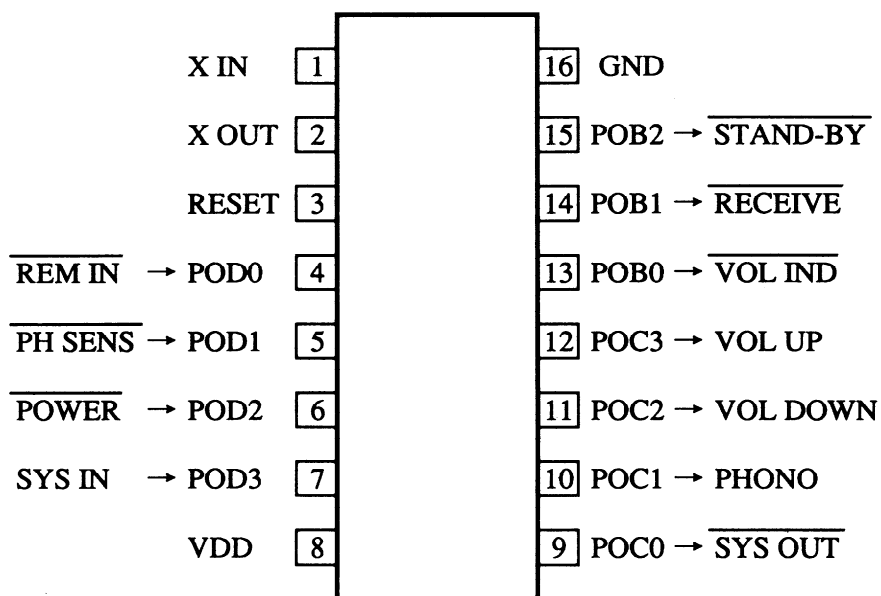 X IN 1 16 GND
X OUT 2 15 POB2 → STAND-BY
RESET 3 14 POB1 → RECEIVE
REM IN → POD0 4 13 POB0 → VOL IND
PH SENS → POD1 5 12 POC3 → VOL UP
POWER → POD2 6 11 POC2 → VOL DOWN
SYS IN → POD3 7 10 POC1 → PHONO
VDD 8 9 POC0 → SYS OUT